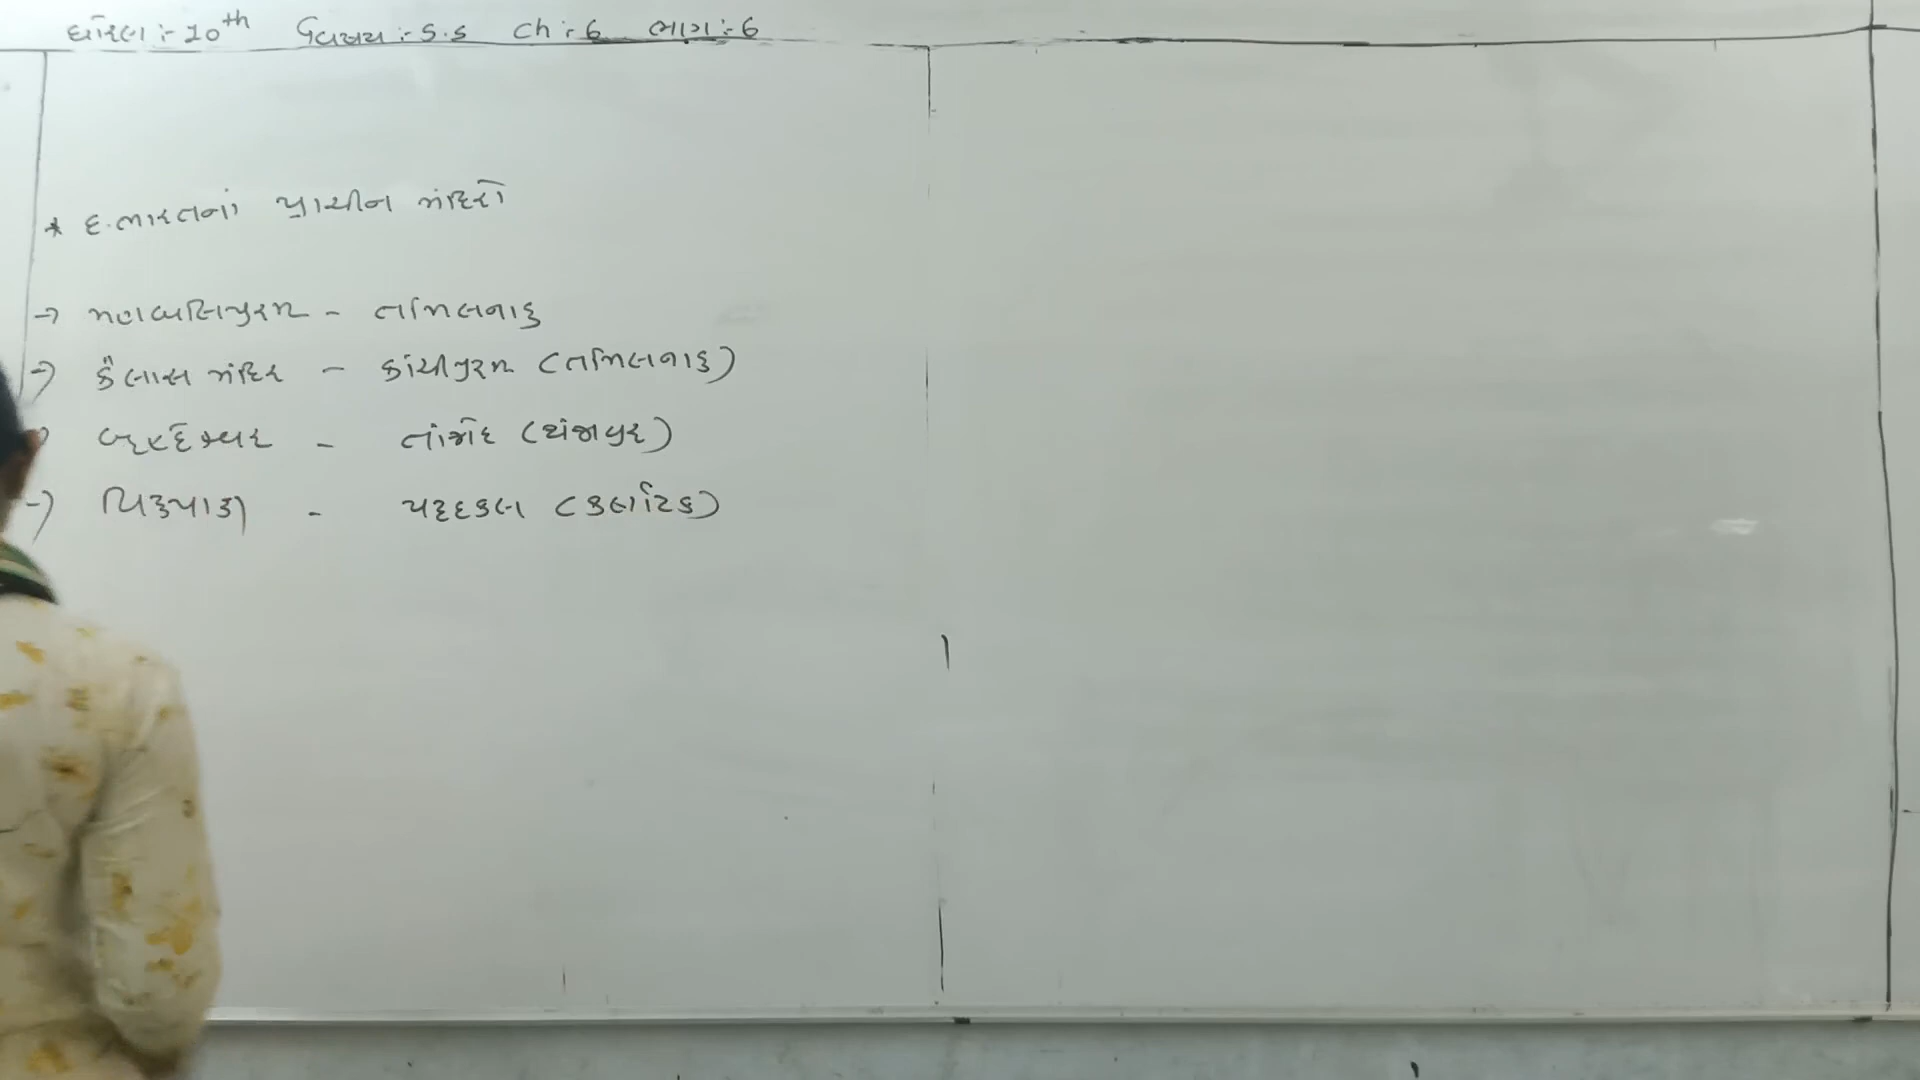 ધોરણ :- 10th વિષય :- S.S Ch :- 6 ભાગ :- 6
* દ.ભારતનાં પ્રાચીન મંદિરો
→ મહાબલિપુરમ - તામિલનાડુ
→ કૈલાસ મંદિર - કાંચીપુરમ (તમિલનાડુ)
બૃહદેશ્વર - તાંજોર (થંજાવુર)
→ વિરૂપાક્ષ - પટ્ટદકલ (કર્ણાટક)